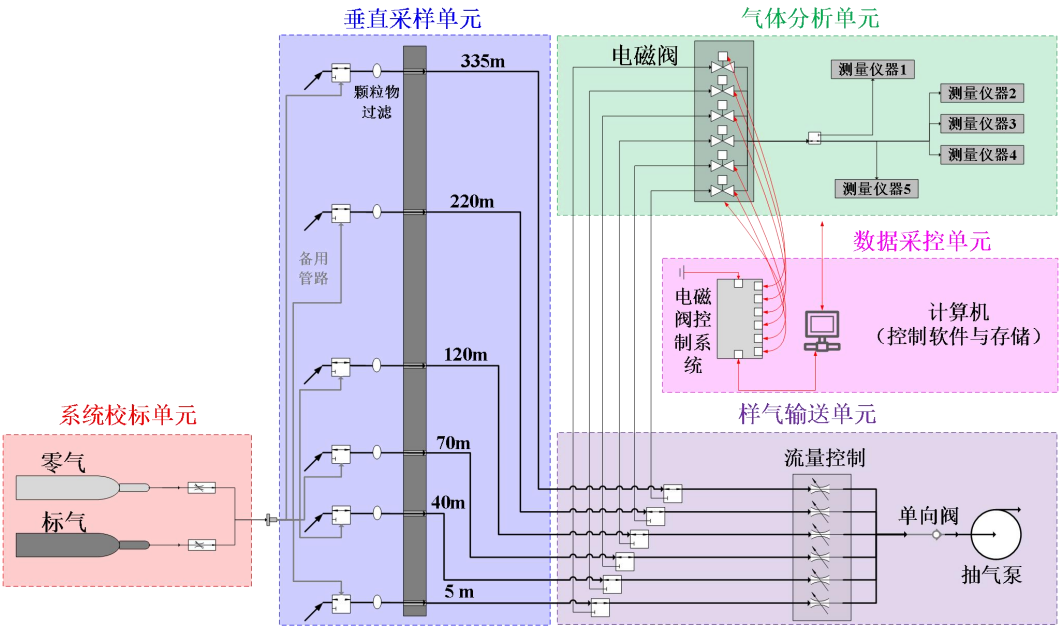 垂直采样单元
气体分析单元
335m
颗粒物
过滤
220m
备用
管路
120m
70m
40m
5 m
电磁阀
测量仪器1
测量仪器2
测量仪器3
测量仪器4
测量仪器5
数据采控单元
电磁
阀控
制系
统
计算机
（控制软件与存储）
系统校标单元
零气
标气
样气输送单元
流量控制
单向阀
抽气泵